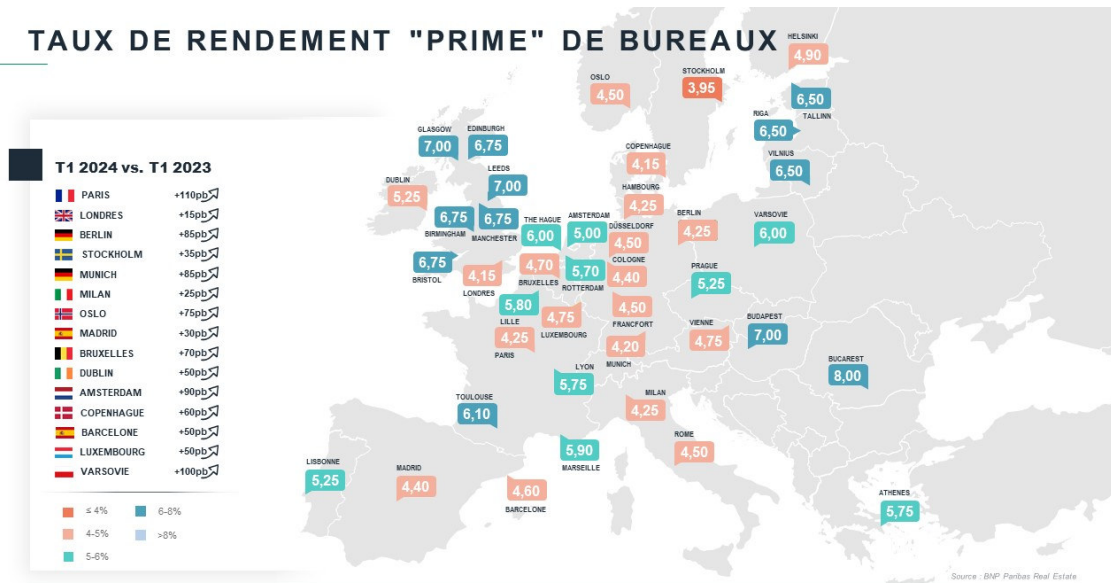 TAUX DE RENDEMENT "PRIME" DE BUREAUX
T1 2024 vs. T1 2023
PARIS +110pb
LONDRES +15pb
BERLIN +85pb
STOCKHOLM +35pb
MUNICH +85pb
MILAN +25pb
OSLO +75pb
MADRID +30pb
BRUXELLES +70pb
DUBLIN +50pb
AMSTERDAM +90pb
COPENHAGUE +60pb
BARCELONE +50pb
LUXEMBOURG +50pb
VARSOVIE +100pb
≤ 4%
6-8%
4-5%
>8%
5-6%
HELSINKI
4,90
OSLO
4,50
STOCKHOLM
3,95
6,50
TALLINN
RIGA
6,50
VILNIUS
6,50
GLASGOW
7,00
EDINBURGH
6,75
LEEDS
7,00
DUBLIN
5,25
6,75
BIRMINGHAM
6,75
MANCHESTER
6,75
BRISTOL
4,15
LONDRES
COPENHAGUE
4,15
HAMBOURG
4,25
THE HAGUE
6,00
AMSTERDAM
5,00
DÜSSELDORF
4,50
BERLIN
4,25
VARSOVIE
6,00
4,70
BRUXELLES
5,70
ROTTERDAM
COLOGNE
4,40
PRAGUE
5,25
5,80
LILLE
4,75
LUXEMBOURG
4,50
FRANCFORT
4,25
PARIS
4,20
MUNICH
VIENNE
4,75
BUDAPEST
7,00
BUCAREST
8,00
LYON
5,75
TOULOUSE
6,10
MILAN
4,25
5,90
MARSEILLE
ROME
4,50
LISBONNE
5,25
MADRID
4,40
4,60
BARCELONE
ATHENES
5,75
Source : BNP Paribas Real Estate